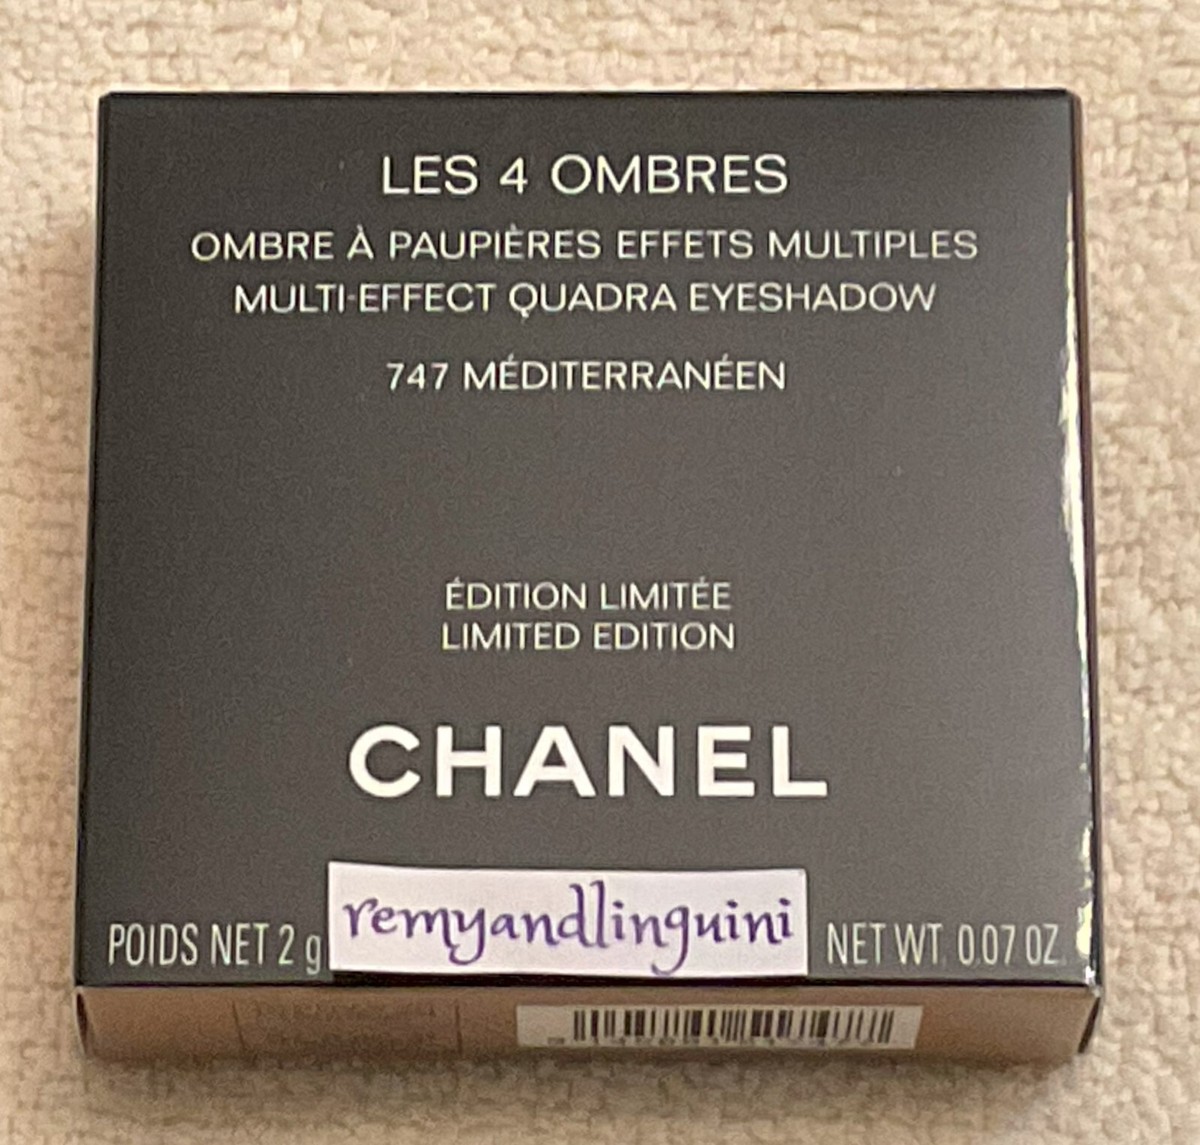 LES 4 OMBRES
OMBRE À PAUPIÈRES EFFETS MULTIPLES
MULTI-EFFECT QUADRA EYESHADOW
747 MÉDITERRANÉEN
ÉDITION LIMITÉE
LIMITED EDITION
CHANEL
POIDS NET 2 g remyandlinguini NET WT. 0.07 OZ.